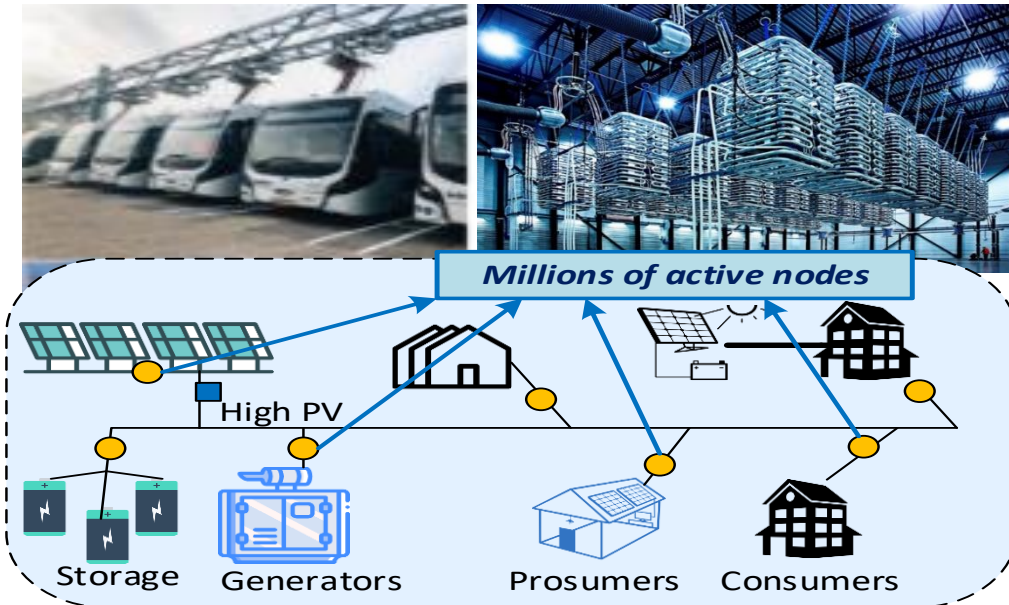 Millions of active nodes
High PV
Storage
Generators
Prosumers
Consumers